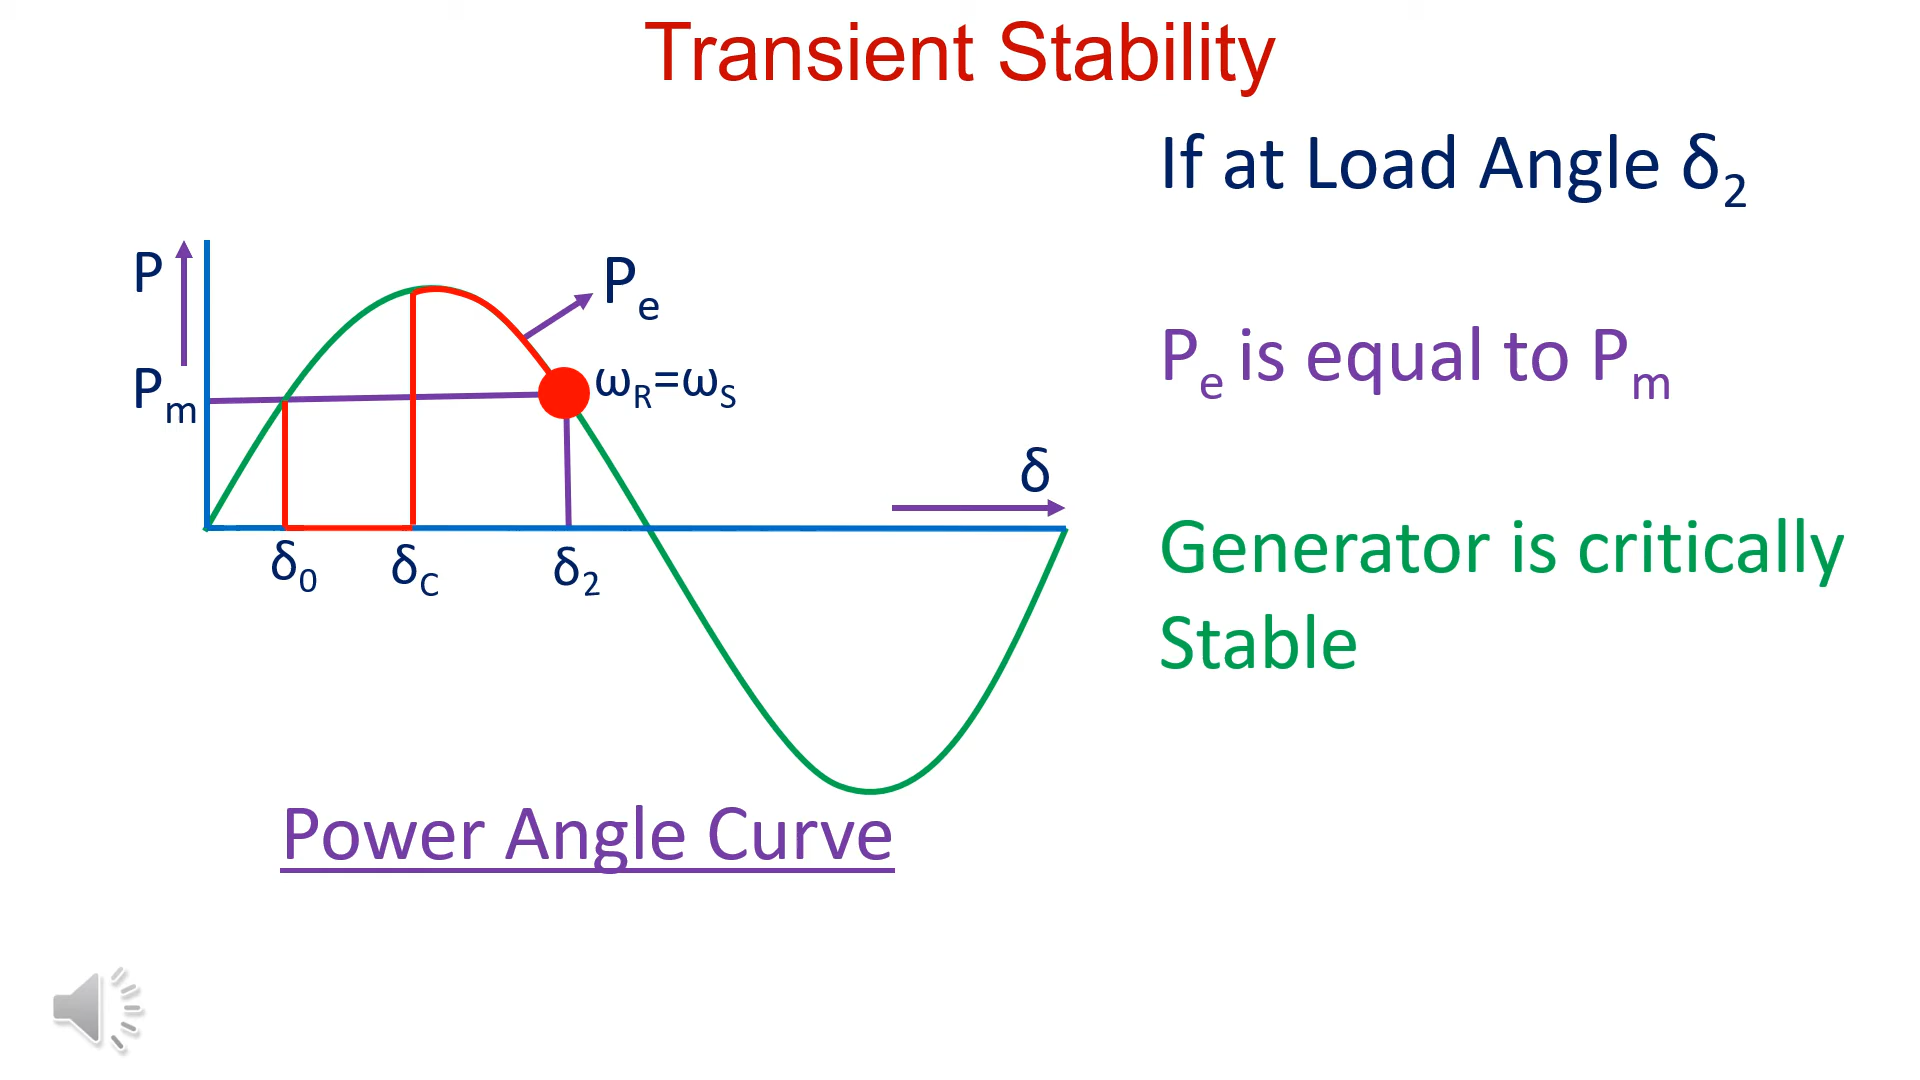 Transient Stability
If at Load Angle δ₂
P
Pₑ
Pₑ is equal to Pₘ
Pₘ
ωR=ωS
δ
δ₀
δC
δ₂
Generator is critically
Stable
Power Angle Curve